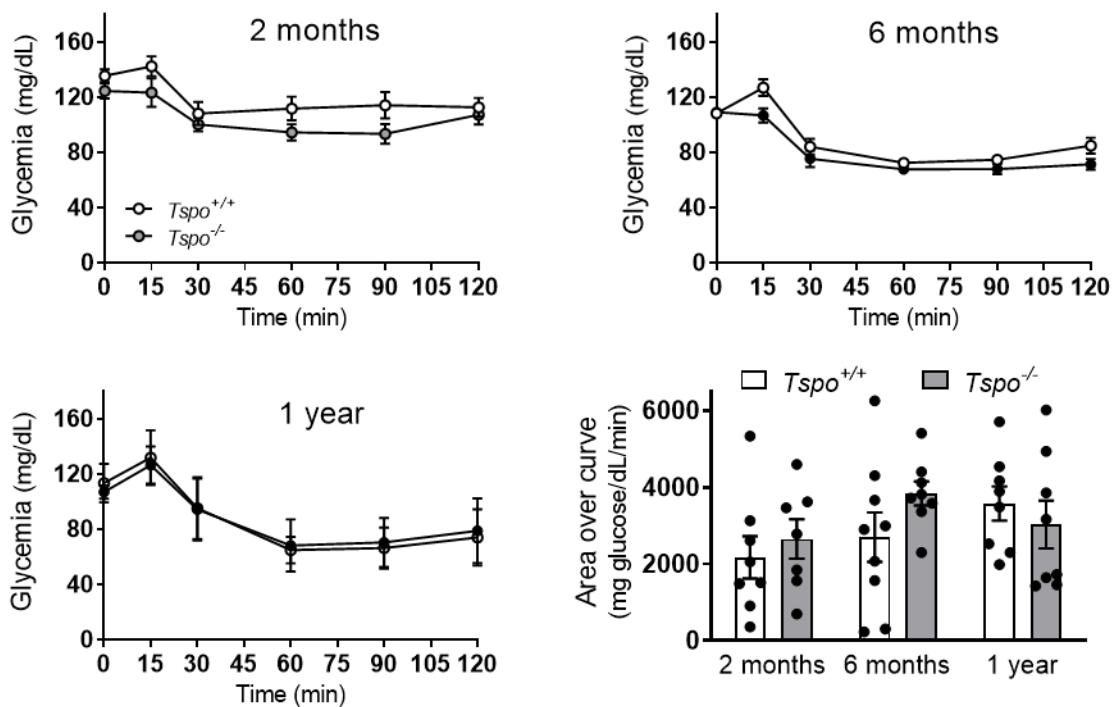 2 months
Glycemia (mg/dL)
160
120
80
40
0
Tspo+/+
Tspo-/-
0 15 30 45 60 75 90 105 120
Time (min)
6 months
Glycemia (mg/dL)
160
120
80
40
0
0 15 30 45 60 75 90 105 120
Time (min)
1 year
Glycemia (mg/dL)
160
120
80
40
0
0 15 30 45 60 75 90 105 120
Time (min)
Tspo+/+ Tspo-/-
Area over curve
(mg glucose/dL/min)
6000
4000
2000
0
2 months 6 months 1 year